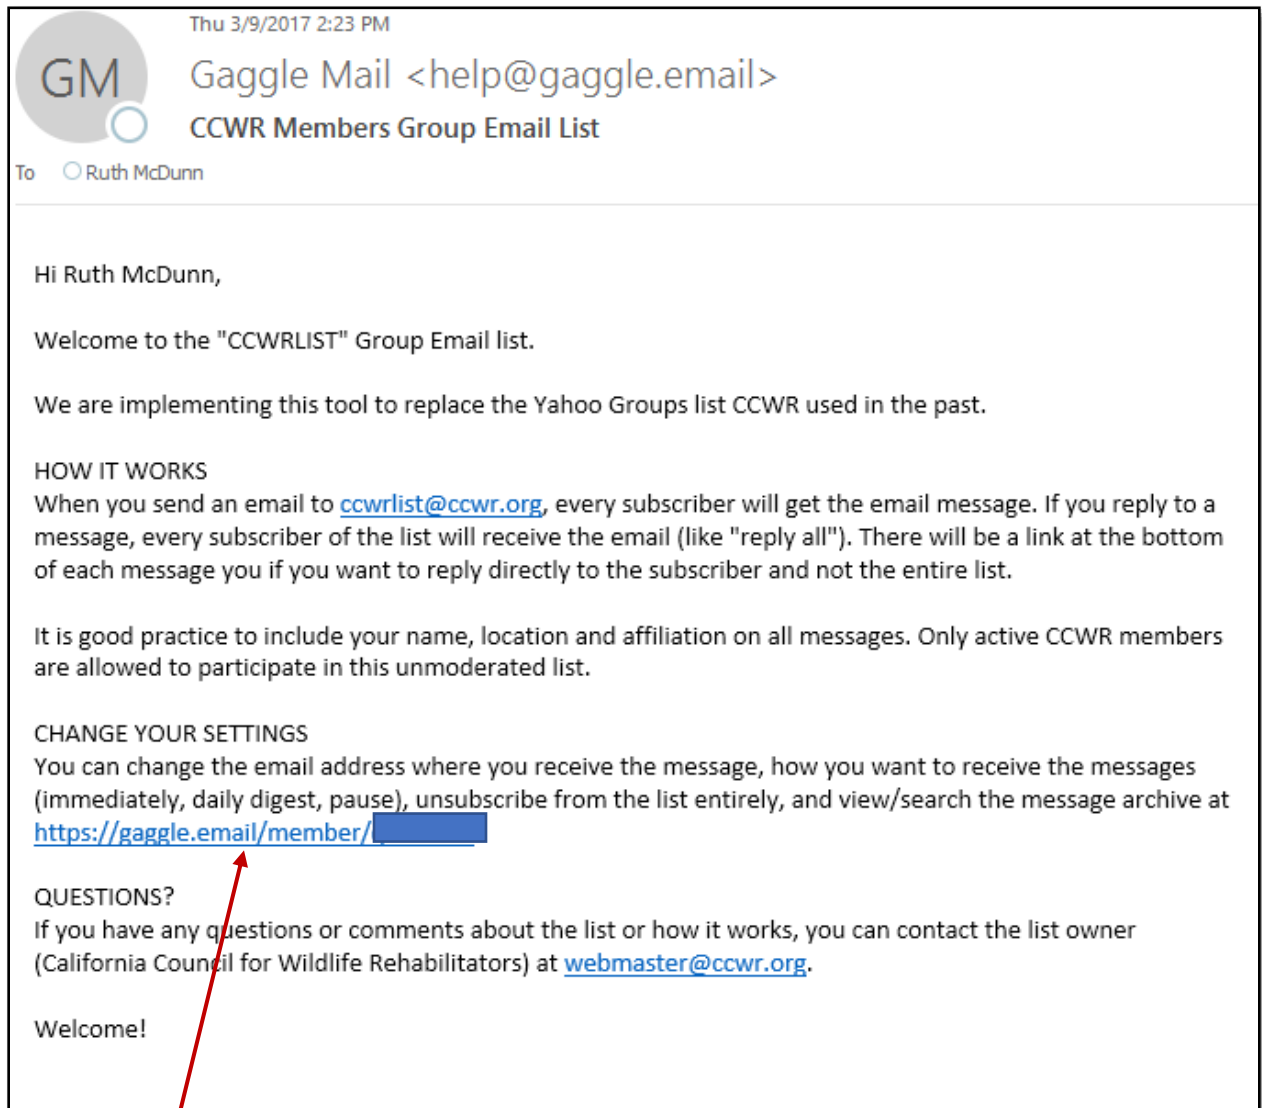 Thu 3/9/2017 2:23 PM
GM
Gaggle Mail <help@gaggle.email>
CCWR Members Group Email List
To Ruth McDunn
Hi Ruth McDunn,
Welcome to the "CCWRLIST" Group Email list.
We are implementing this tool to replace the Yahoo Groups list CCWR used in the past.
HOW IT WORKS
When you send an email to ccwrlist@ccwr.org, every subscriber will get the email message. If you reply to a
message, every subscriber of the list will receive the email (like "reply all"). There will be a link at the bottom
of each message you if you want to reply directly to the subscriber and not the entire list.
It is good practice to include your name, location and affiliation on all messages. Only active CCWR members
are allowed to participate in this unmoderated list.
CHANGE YOUR SETTINGS
You can change the email address where you receive the message, how you want to receive the messages
(immediately, daily digest, pause), unsubscribe from the list entirely, and view/search the message archive at
https://gaggle.email/member/
QUESTIONS?
If you have any questions or comments about the list or how it works, you can contact the list owner
(California Council for Wildlife Rehabilitators) at webmaster@ccwr.org.
Welcome!